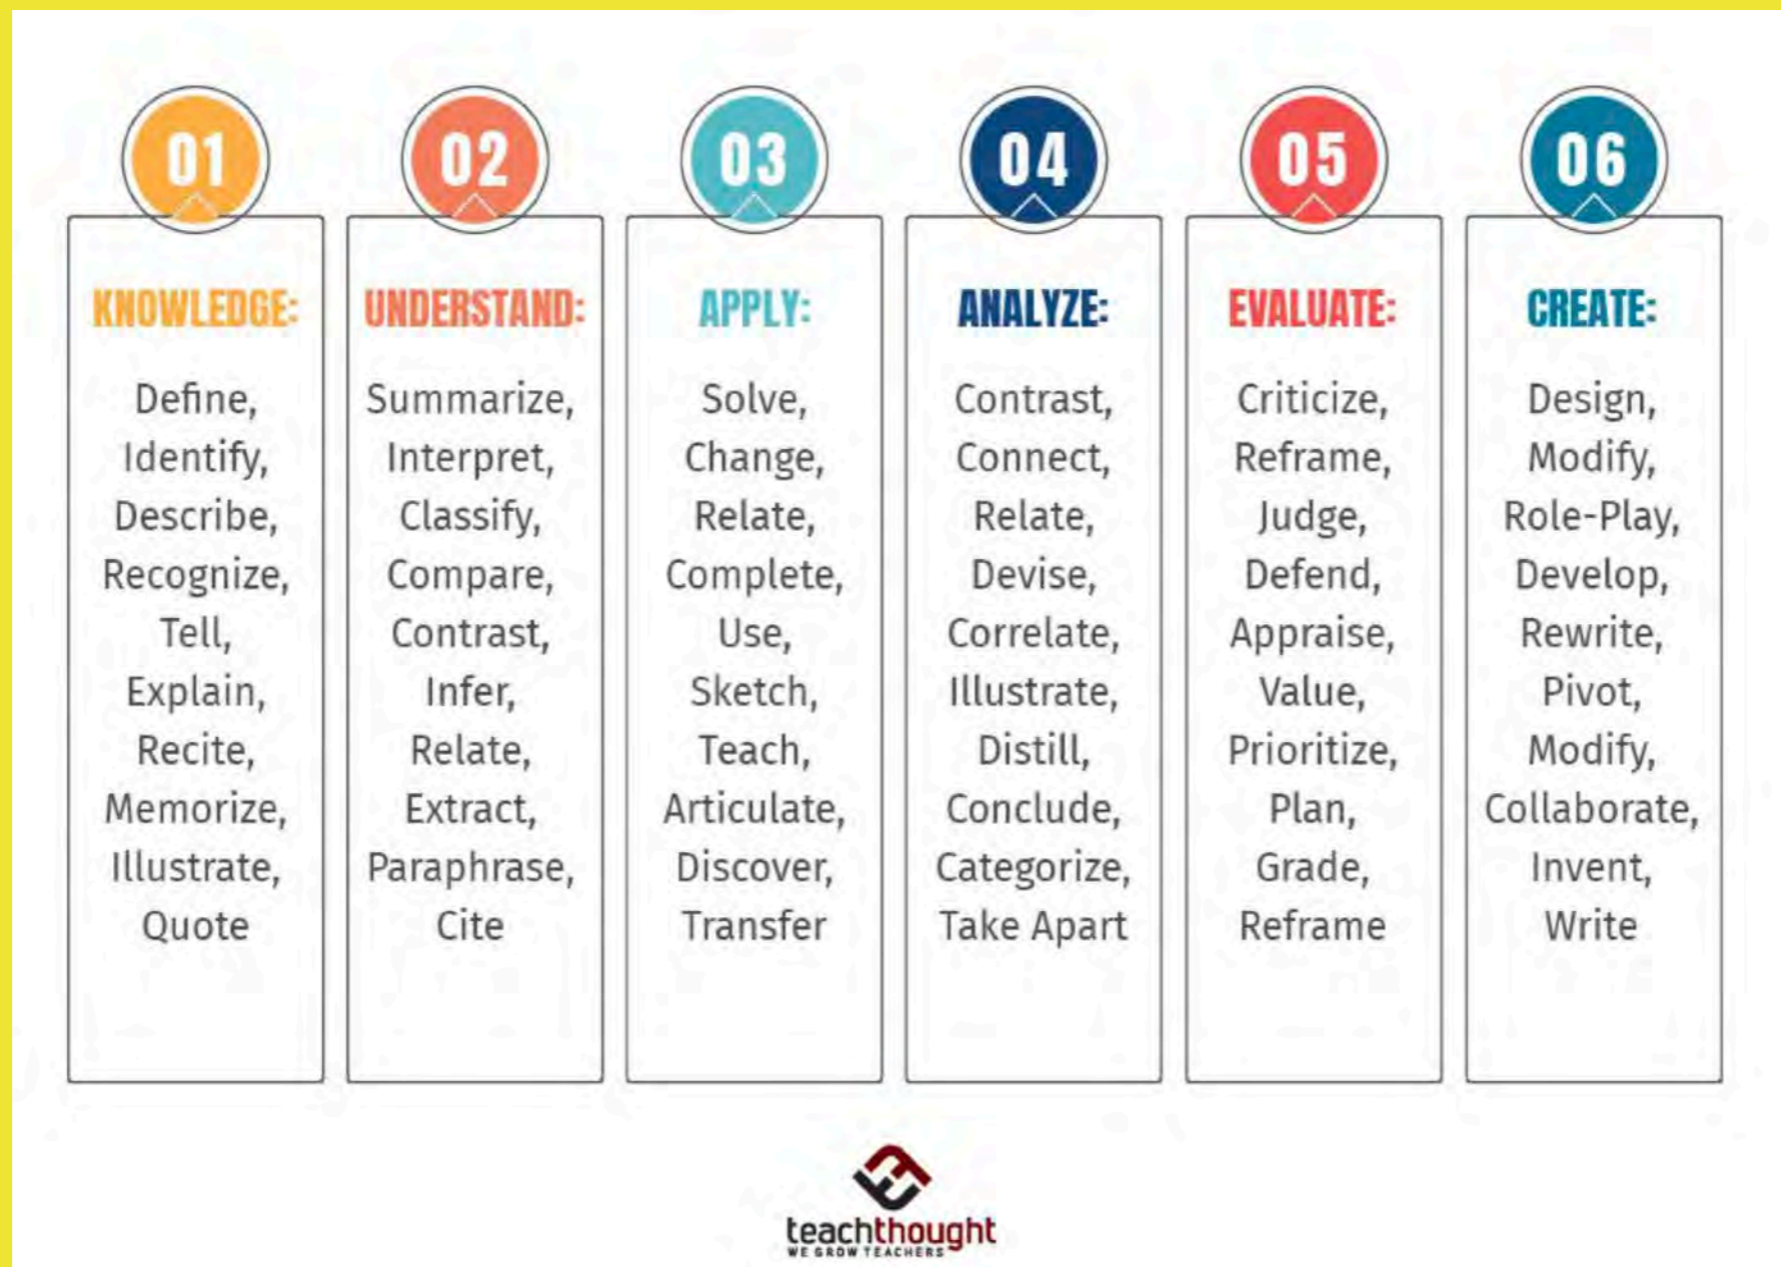 01
KNOWLEDGE:
Define,
Identify,
Describe,
Recognize,
Tell,
Explain,
Recite,
Memorize,
Illustrate,
Quote
02
UNDERSTAND:
Summarize,
Interpret,
Classify,
Compare,
Contrast,
Infer,
Relate,
Extract,
Paraphrase,
Cite
03
APPLY:
Solve,
Change,
Relate,
Complete,
Use,
Sketch,
Teach,
Articulate,
Discover,
Transfer
04
ANALYZE:
Contrast,
Connect,
Relate,
Devise,
Correlate,
Illustrate,
Distill,
Conclude,
Categorize,
Take Apart
05
EVALUATE:
Criticize,
Reframe,
Judge,
Defend,
Appraise,
Value,
Prioritize,
Plan,
Grade,
Reframe
06
CREATE:
Design,
Modify,
Role-Play,
Develop,
Rewrite,
Pivot,
Modify,
Collaborate,
Invent,
Write
teachthought
WE GROW TEACHERS